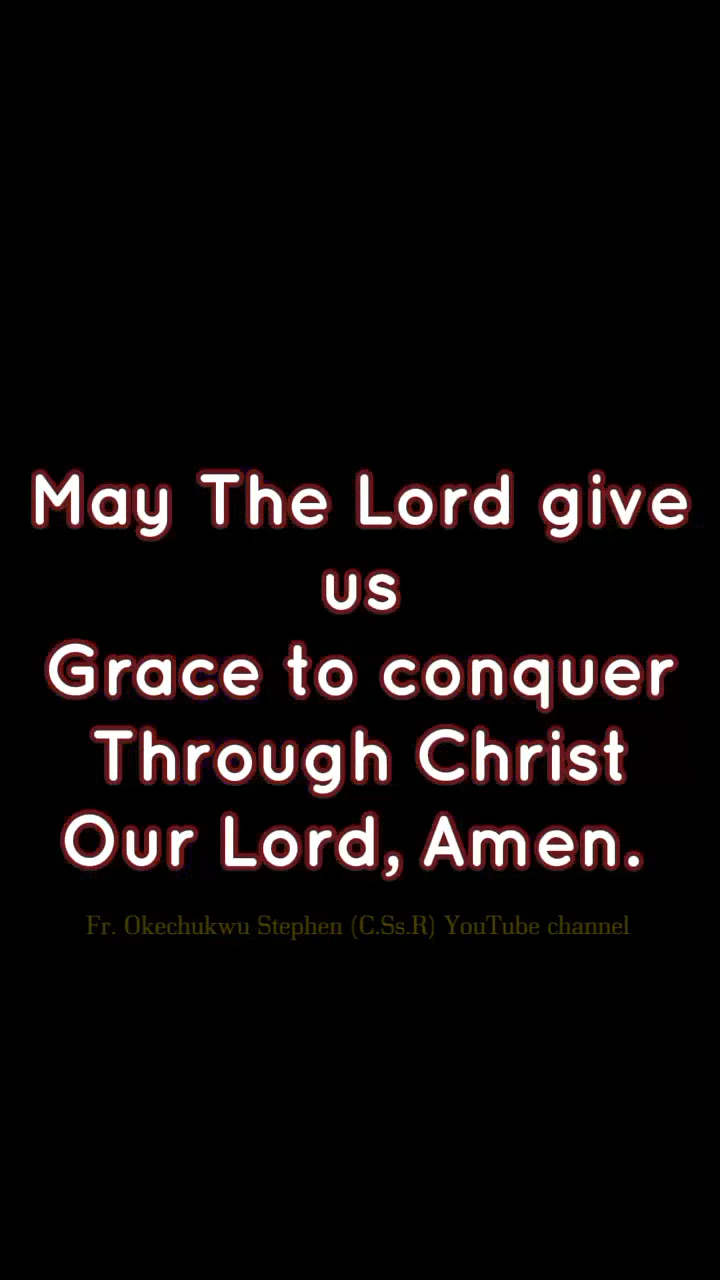 May The Lord give
us
Grace to conquer
Through Christ
Our Lord, Amen.
Fr. Okechukwu Stephen (C.Ss.R) YouTube channel